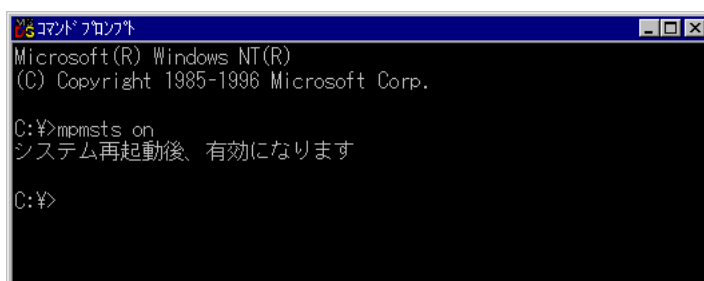 ｺﾏﾝﾄﾞ ﾌﾟﾛﾝﾌﾟﾄ
Microsoft(R) Windows NT(R)
(C) Copyright 1985-1996 Microsoft Corp.
C:¥>mpmsts on
システム再起動後、有効になります
C:¥>